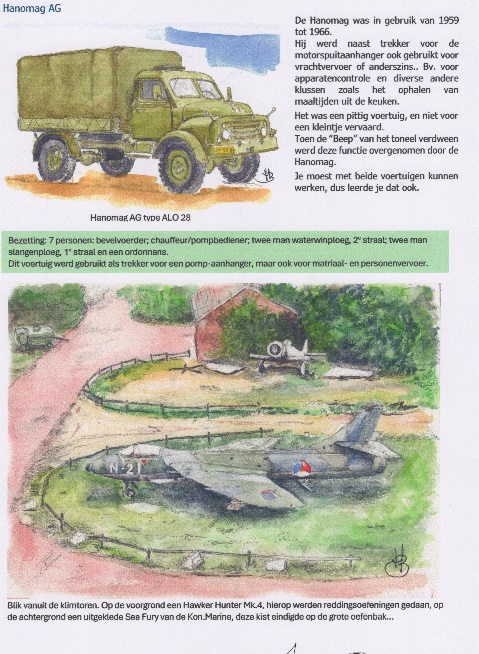 Hanomag AG
De Hanomag was in gebruik van 1959
tot 1966.
Hij werd naast trekker voor de
motorspuitaanhanger ook gebruikt voor
vrachtvervoer of anderszins.. Bv. voor
apparatencontrole en diverse andere
klussen zoals het ophalen van
maaltijden uit de keuken.
Het was een pittig voertuig, en niet voor
een kleintje vervaard.
Toen de “Beep” van het toneel verdween
werd deze functie overgenomen door de
Hanomag.
Je moest met beide voertuigen kunnen
werken, dus leerde je dat ook.
Hanomag AG type ALO 28
Bezetting: 7 personen: bevelvoerder; chauffeur/pompbediener; twee man waterwinploeg, 2ᵉ straal; twee man
slangenploeg, 1ᵉ straal en een ordonnans.
Dit voertuig werd gebruikt als trekker voor een pomp-aanhanger, maar ook voor matriaal- en personenvervoer.
N-21
Blik vanuit de klimtoren. Op de voorgrond een Hawker Hunter Mk.4, hierop werden reddingsoefeningen gedaan, op
de achtergrond een uitgeklede Sea Fury van de Kon.Marine, deze kist eindigde op de grote oefenbak...